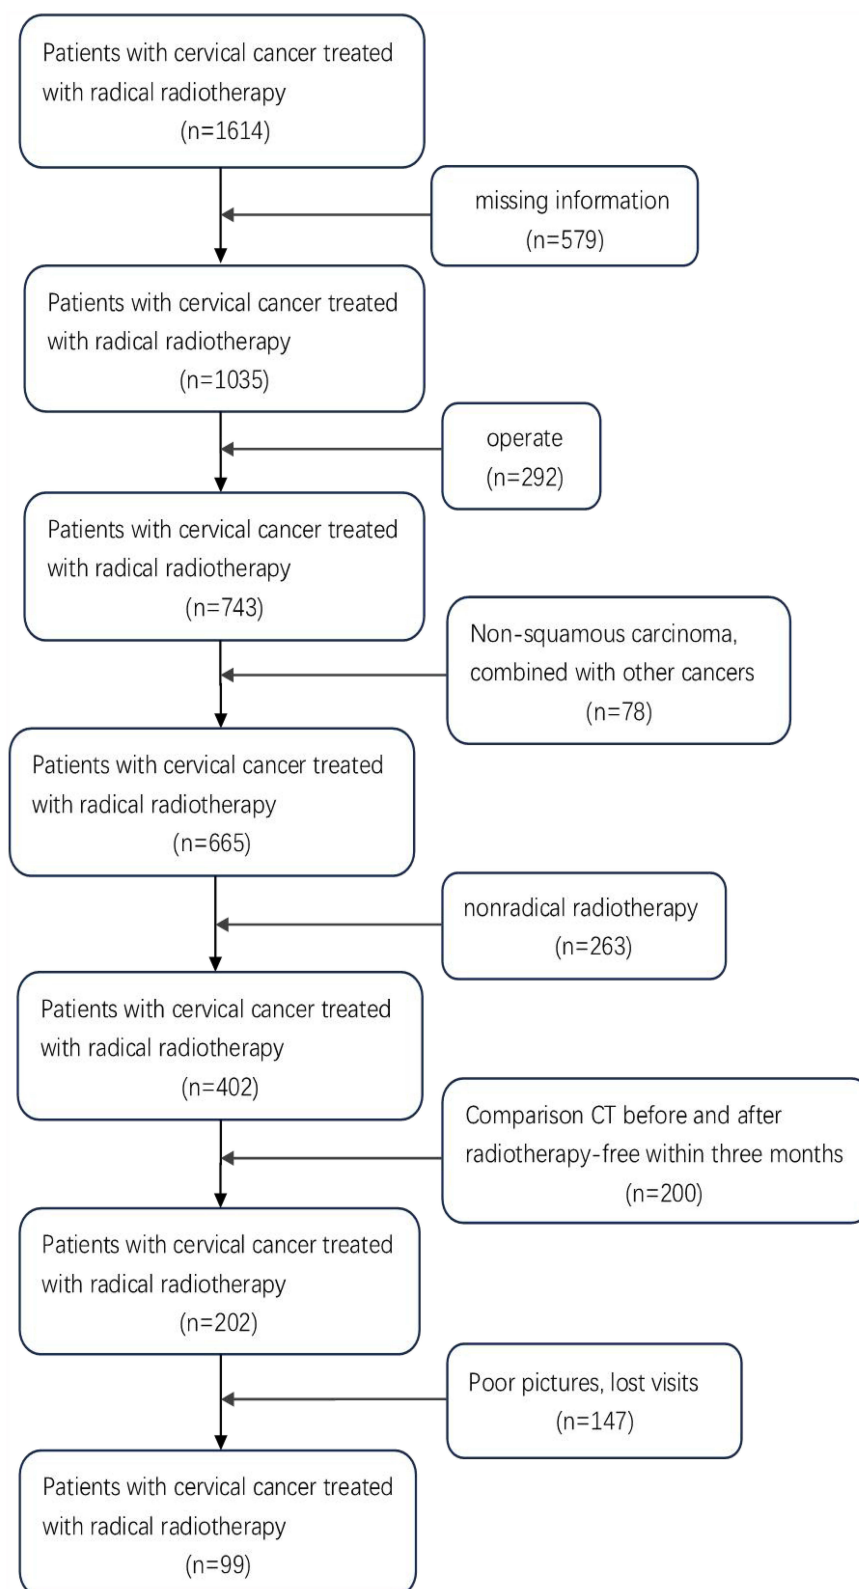 Patients with cervical cancer treated
with radical radiotherapy
(n=1614)
missing information
(n=579)
Patients with cervical cancer treated
with radical radiotherapy
(n=1035)
operate
(n=292)
Patients with cervical cancer treated
with radical radiotherapy
(n=743)
Non-squamous carcinoma,
combined with other cancers
(n=78)
Patients with cervical cancer treated
with radical radiotherapy
(n=665)
nonradical radiotherapy
(n=263)
Patients with cervical cancer treated
with radical radiotherapy
(n=402)
Comparison CT before and after
radiotherapy-free within three months
(n=200)
Patients with cervical cancer treated
with radical radiotherapy
(n=202)
Poor pictures, lost visits
(n=147)
Patients with cervical cancer treated
with radical radiotherapy
(n=99)